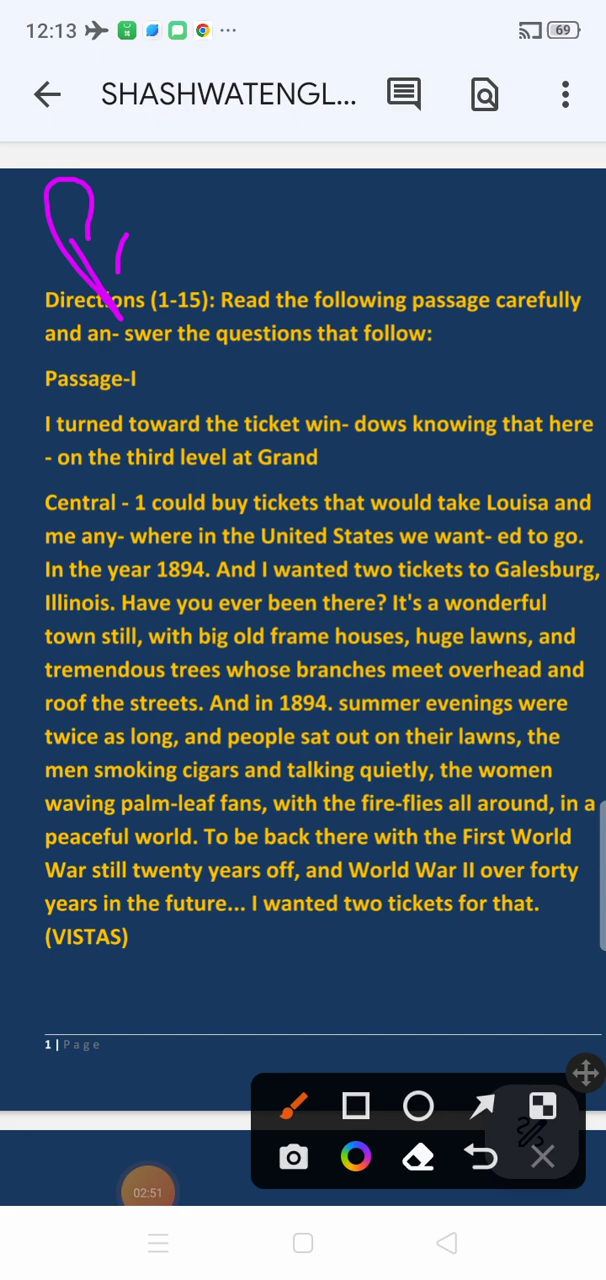 12:13
69
SHASHWATENGL...
Directions (1-15): Read the following passage carefully
and an- swer the questions that follow:
Passage-I
I turned toward the ticket win- dows knowing that here
- on the third level at Grand
Central - 1 could buy tickets that would take Louisa and
me any- where in the United States we want- ed to go.
In the year 1894. And I wanted two tickets to Galesburg,
Illinois. Have you ever been there? It's a wonderful
town still, with big old frame houses, huge lawns, and
tremendous trees whose branches meet overhead and
roof the streets. And in 1894. summer evenings were
twice as long, and people sat out on their lawns, the
men smoking cigars and talking quietly, the women
waving palm-leaf fans, with the fire-flies all around, in a
peaceful world. To be back there with the First World
War still twenty years off, and World War II over forty
years in the future... I wanted two tickets for that.
(VISTAS)
1 | Page
02:51